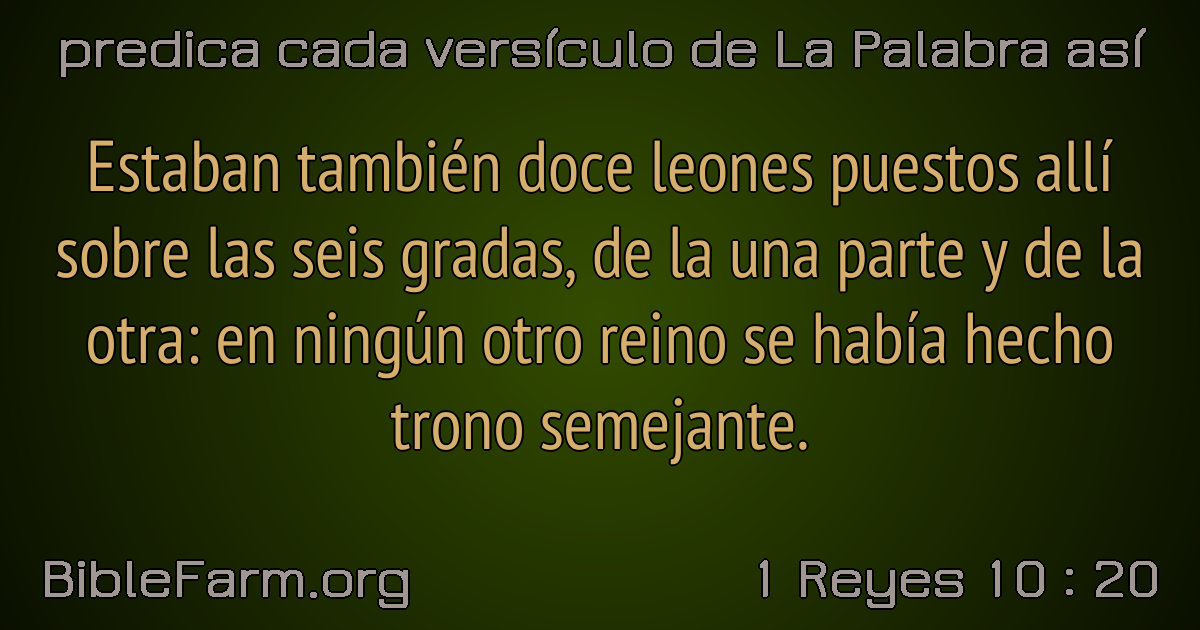 predica cada versículo de La Palabra así
Estaban también doce leones puestos allí
sobre las seis gradas, de la una parte y de la
otra: en ningún otro reino se había hecho
trono semejante.
BibleFarm.org
1 Reyes 10 : 20